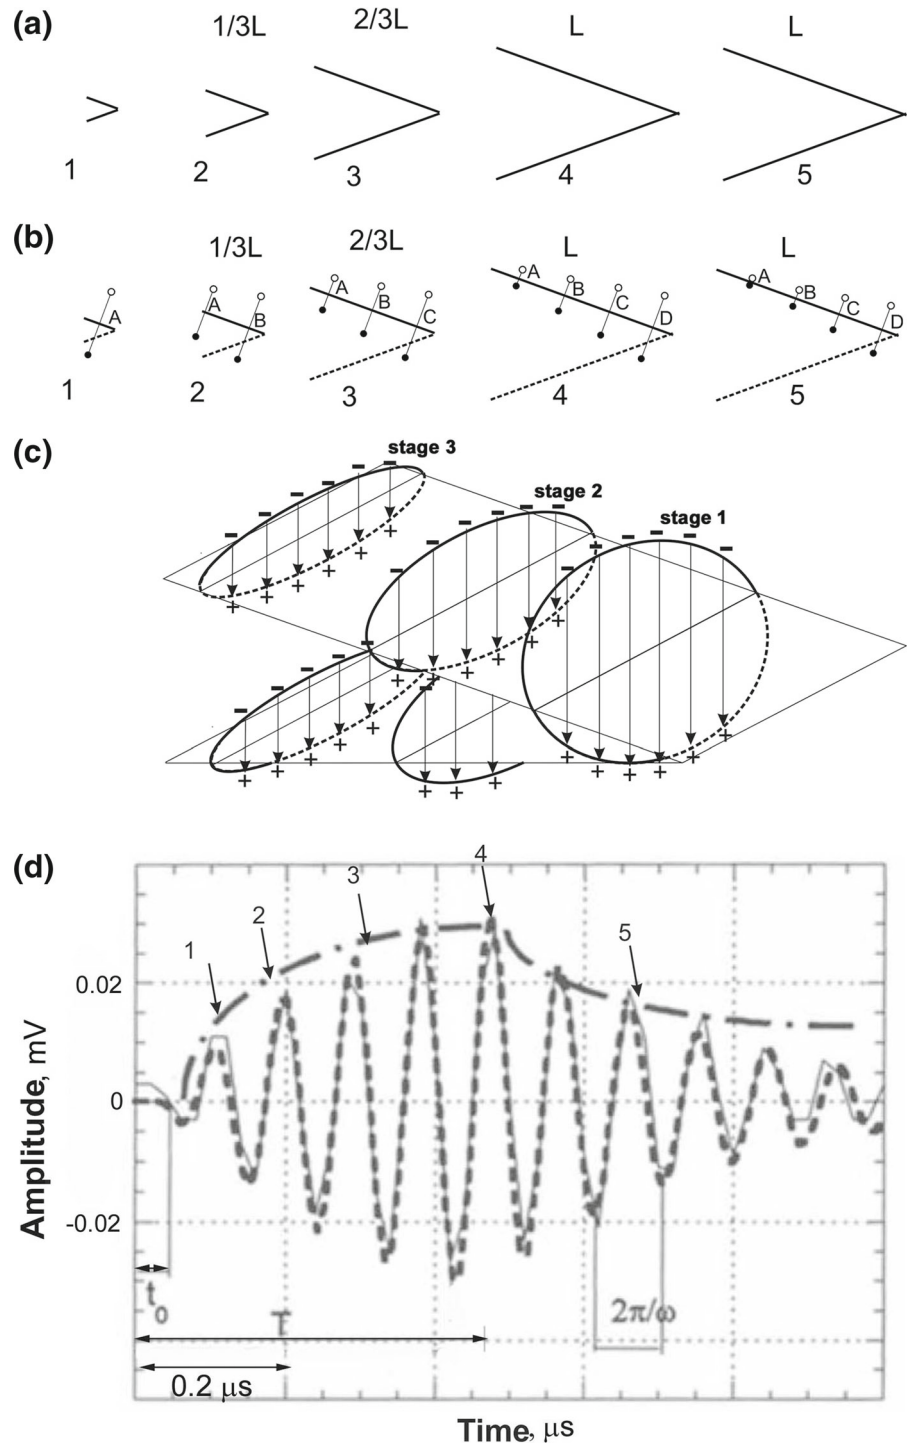 (a)
1/3L 2/3L L L
1 2 3 4 5
(b)
1/3L 2/3L L L
A A B A B C A B C D A B C D
1 2 3 4 5
(c)
stage 3
stage 2
stage 1
(d)
1 2 3 4 5
0.02
0
-0.02
Amplitude, mV
t₀
T
2π/ω
0.2 μs
Time, μs